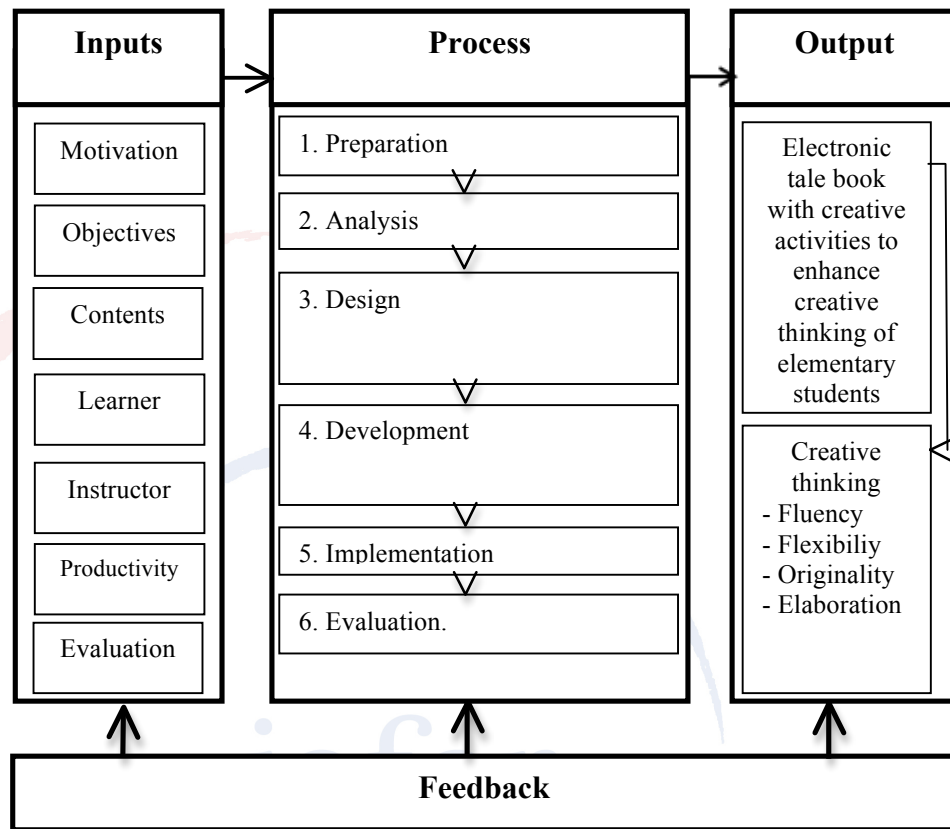 Inputs
Motivation
Objectives
Contents
Learner
Instructor
Productivity
Evaluation
Process
1. Preparation
2. Analysis
3. Design
4. Development
5. Implementation
6. Evaluation.
Output
Electronic
tale book
with creative
activities to
enhance
creative
thinking of
elementary
students
Creative
thinking
- Fluency
- Flexibiliy
- Originality
- Elaboration
Feedback